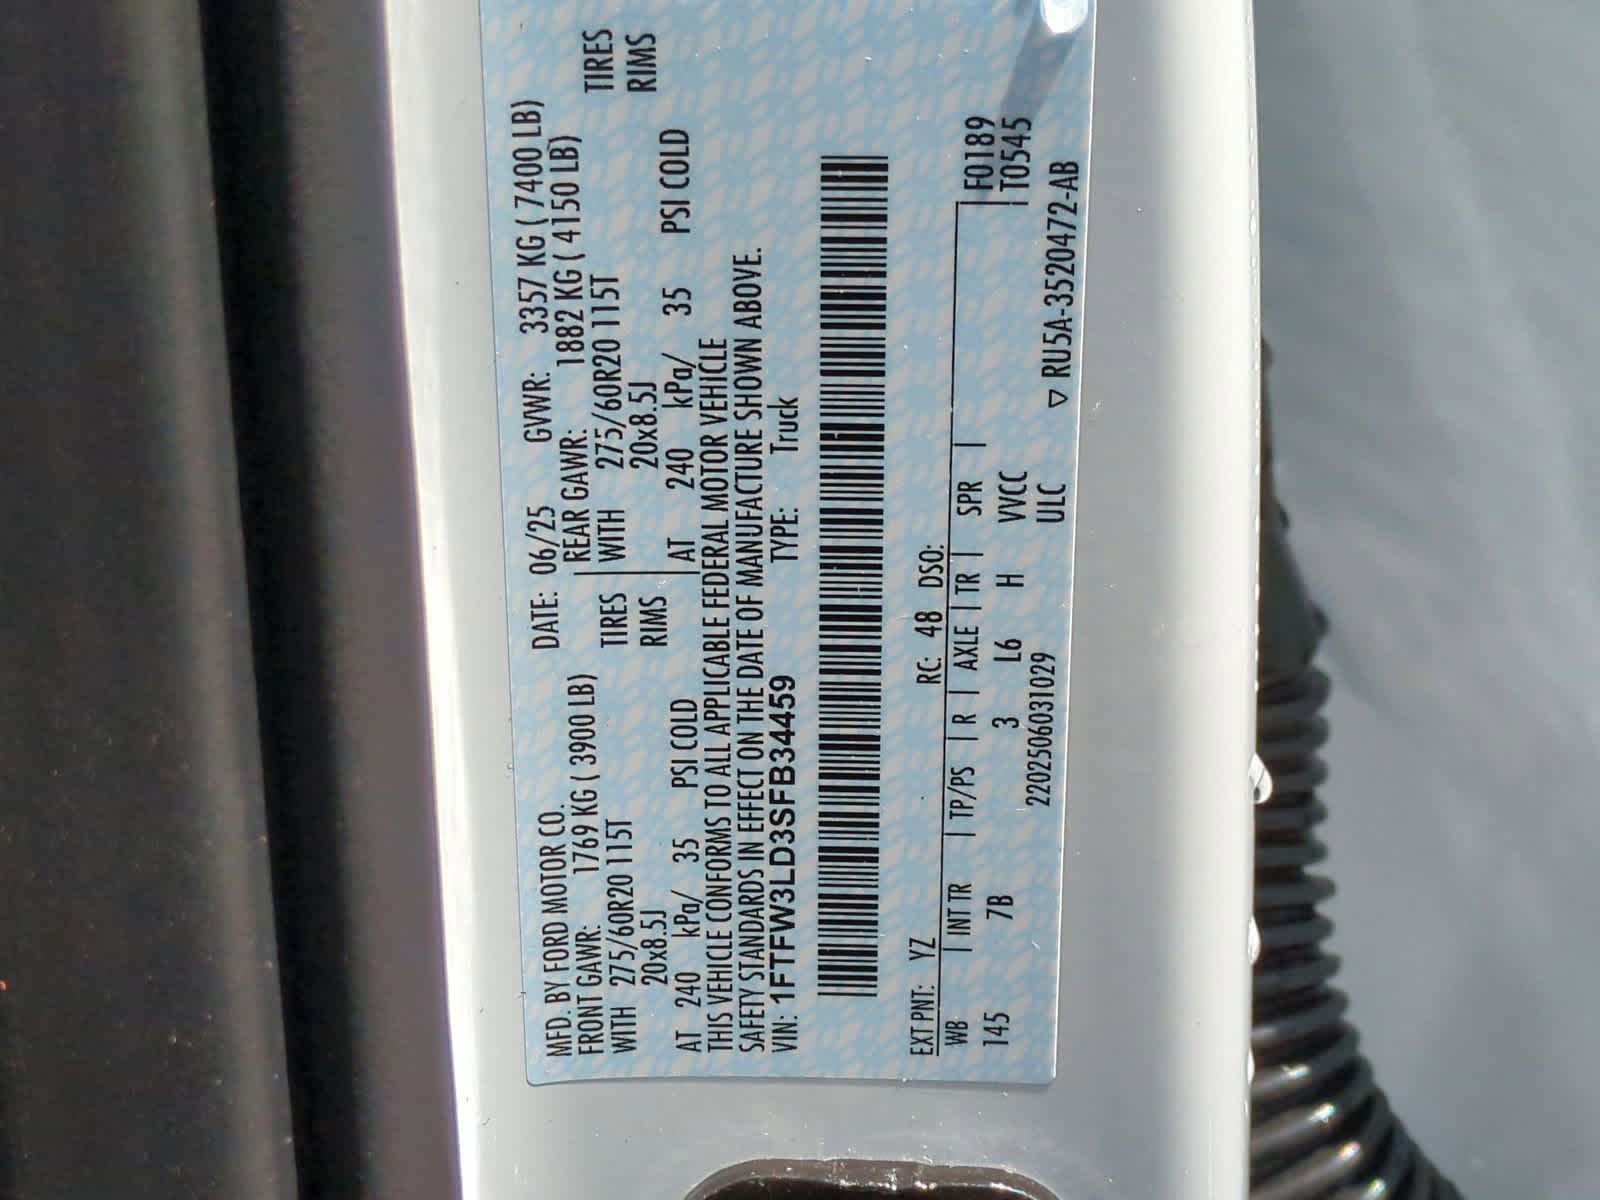 MFD. BY FORD MOTOR CO. DATE: 06/25 GVWR: 3357 KG ( 7400 LB)
FRONT GAWR: 1769 KG ( 3900 LB) REAR GAWR: 1882 KG ( 4150 LB)
WITH 275/60R20 115T TIRES WITH 275/60R20 115T TIRES
20x8.5J RIMS 20x8.5J RIMS
AT 240 kPa/ 35 PSI COLD AT 240 kPa/ 35 PSI COLD
THIS VEHICLE CONFORMS TO ALL APPLICABLE FEDERAL MOTOR VEHICLE
SAFETY STANDARDS IN EFFECT ON THE DATE OF MANUFACTURE SHOWN ABOVE.
VIN: 1FTFW3LD3SFB34459 TYPE: Truck
EXT PNT: YZ RC: 48 DSO:
WB | INT TR | TP/PS | R | AXLE | TR | SPR | F0189
145 7B 3 L6 H VVCC T0545
2202506031029 ULC ▽ RU5A-3520472-AB